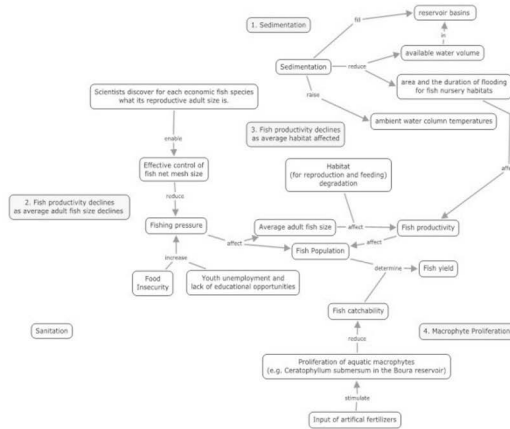 1. Sedimentation
fill
reservoir basins
in
Sedimentation
reduce
available water volume
area and the duration of flooding
for fish nursery habitats
raise
ambient water column temperatures
Scientists discover for each economic fish species
what its reproductive adult size is.
enable
3. Fish productivity declines
as average habitat affected
Effective control of
fish net mesh size
Habitat
(for reproduction and feeding)
degradation
reduce
2. Fish productivity declines
as average adult fish size declines
Fishing pressure
affect
Average adult fish size
affect
Fish productivity
Fish Population
affect
increase
Food
Insecurity
Youth unemployment and
lack of educational opportunities
determine
Fish yield
Fish catchability
Sanitation
4. Macrophyte Proliferation
reduce
Proliferation of aquatic macrophytes
(e.g. Ceratophyllum submersum in the Boura reservoir)
stimulate
Input of artifical fertilizers